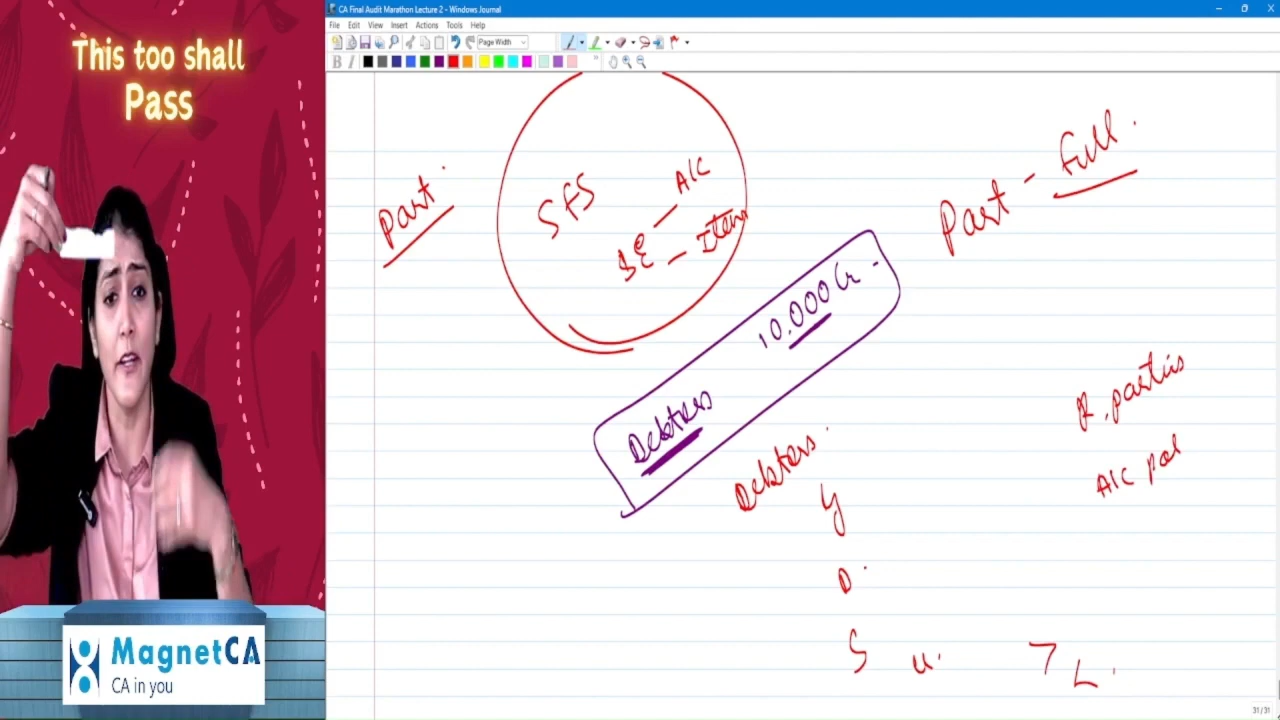 This too shall
Pass
CA Final Audit Marathon Lecture 2 - Windows Journal
File Edit View Insert Actions Tools Help
Page Width
B I
Part.
SFS
SE - A/C
- Item
Part - Full.
Debtors 10,000 Cr.
Debtors.
R. parties
A/C pol
D.
S u. > L.
MagnetCA
CA in you
31/31